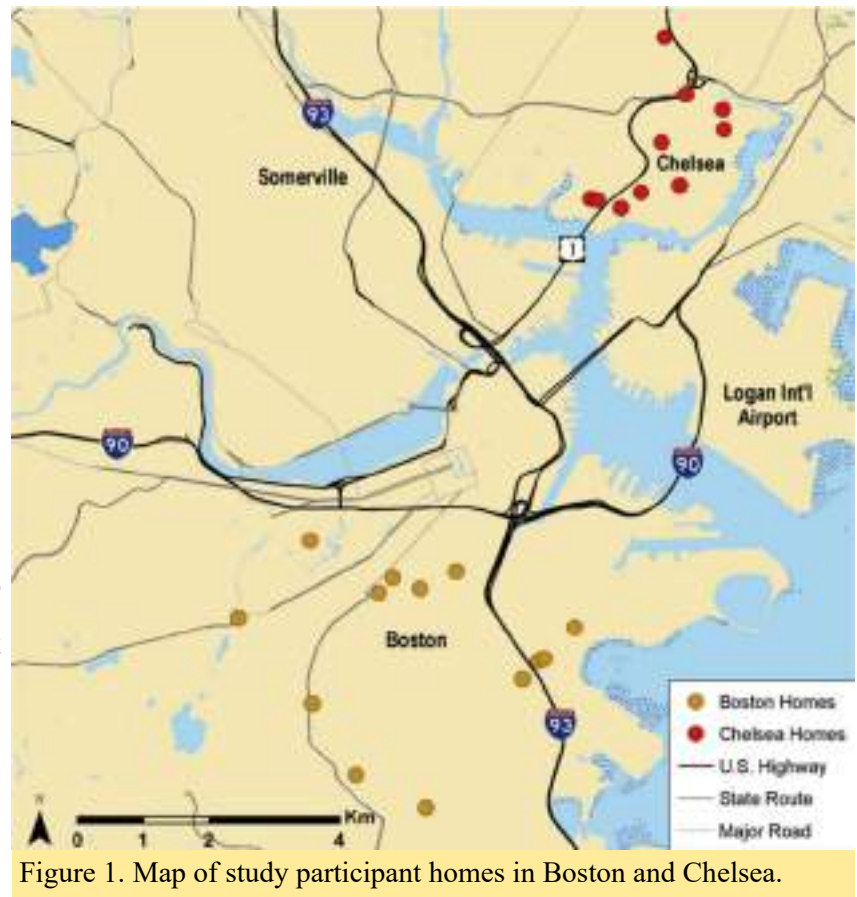 93
Somerville
Chelsea
1
Logan Int'l
Airport
90
90
Boston
93
Boston Homes
Chelsea Homes
U.S. Highway
State Route
Major Road
N
Km
0 1 2 4
Figure 1. Map of study participant homes in Boston and Chelsea.